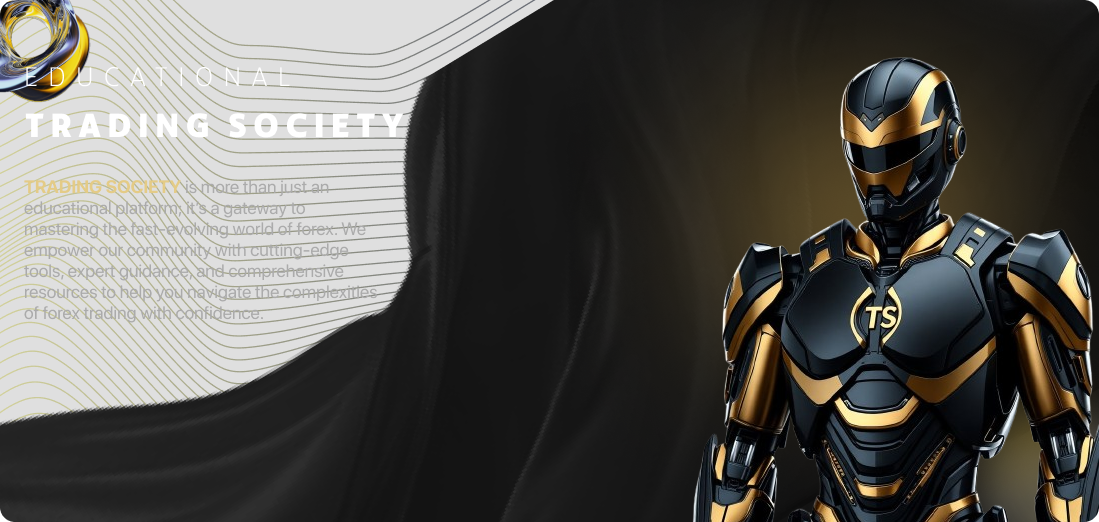 EDUCATIONAL
TRADING SOCIETY
TRADING SOCIETY is more than just an
educational platform, it's a gateway to
mastering the fast-evolving world of forex. We
empower our community with cutting-edge
tools, expert guidance, and comprehensive
resources to help you navigate the complexities
of forex trading with confidence.
TS